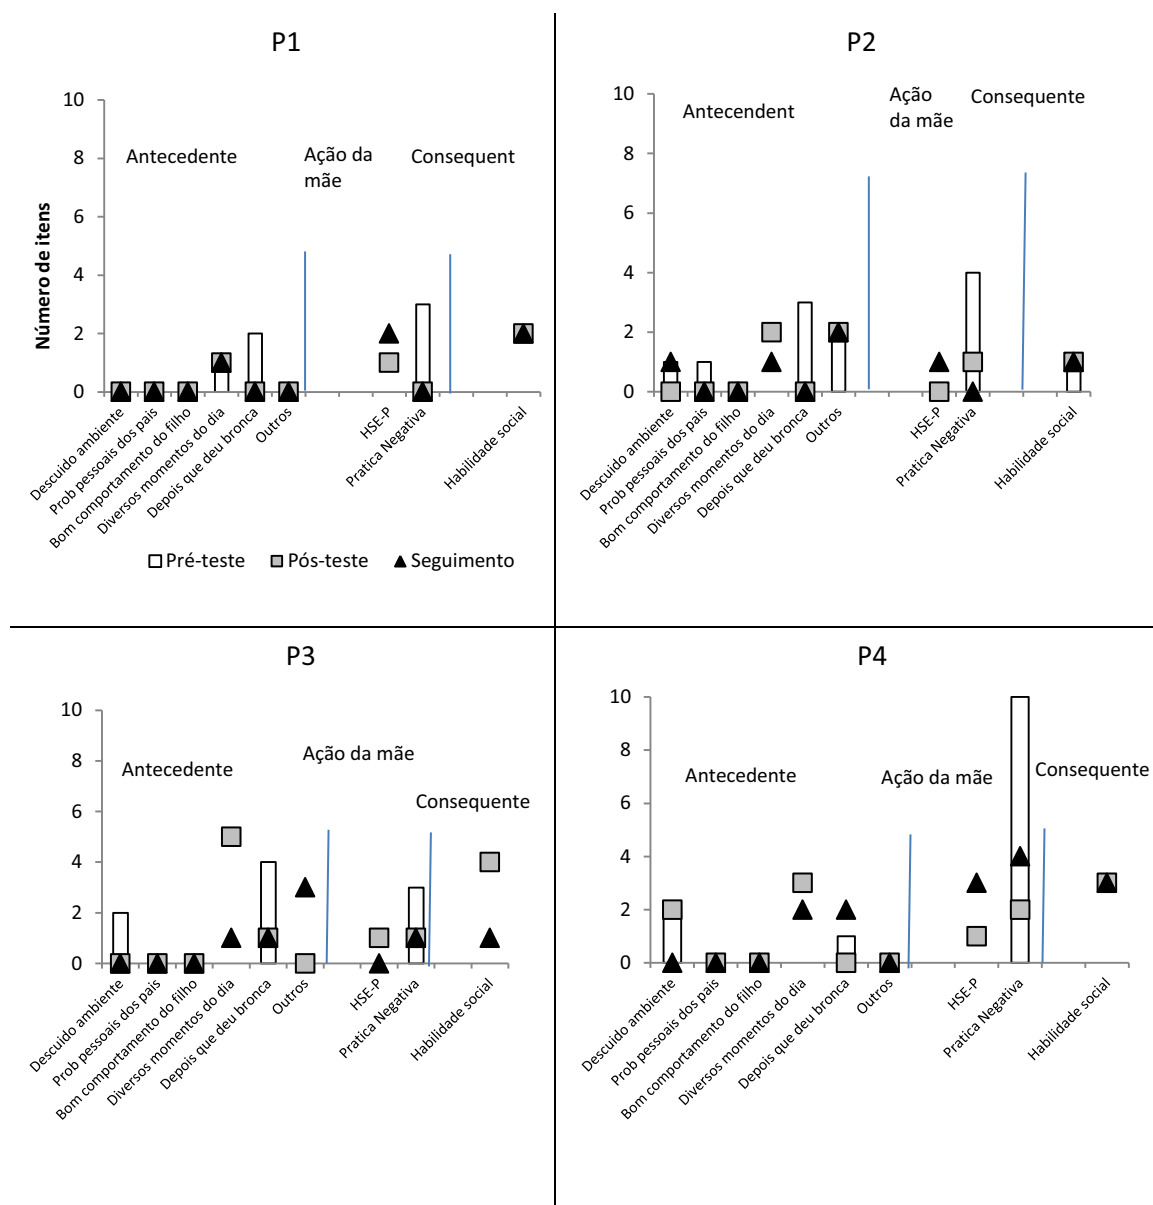 P1
10
8
6
4
2
0
Número de itens
Antecedente
Ação da
mãe
Consequent
Descuido ambiente
Prob pessoais dos pais
Bom comportamento do filho
Diversos momentos do dia
Depois que deu bronca
Outros
HSE-P
Pratica Negativa
Habilidade social
Pré-teste
Pós-teste
Seguimento
P2
10
8
6
4
2
0
Antecendent
Ação
da mãe
Consequente
Descuido ambiente
Prob pessoais dos pais
Bom comportamento do filho
Diversos momentos do dia
Depois que deu bronca
Outros
HSE-P
Pratica Negativa
Habilidade social
P3
10
8
6
4
2
0
Antecedente
Ação da mãe
Consequente
Descuido ambiente
Prob pessoais dos pais
Bom comportamento do filho
Diversos momentos do dia
Depois que deu bronca
Outros
HSE-P
Pratica Negativa
Habilidade social
P4
10
8
6
4
2
0
Antecedente
Ação da mãe
Consequente
Descuido ambiente
Prob pessoais dos pais
Bom comportamento do filho
Diversos momentos do dia
Depois que deu bronca
Outros
HSE-P
Pratica Negativa
Habilidade social